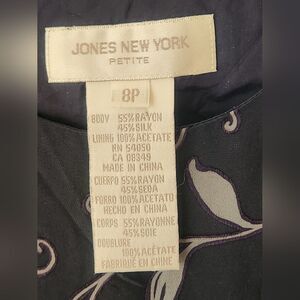 JONES NEW YORK
PETITE
8P
BODY 55%RAYON
45%SILK
LINING 100%ACETATE
RN 54050
CA 08349
MADE IN CHINA
CUERPO 55%RAYON
45%SEDA
FORRO 100%ACETATO
HECHO EN CHINA
CORPS 55%RAYONNE
45%SOIE
DOUBLURE
100%ACÉTATE
FABRIQUÉ EN CHINE